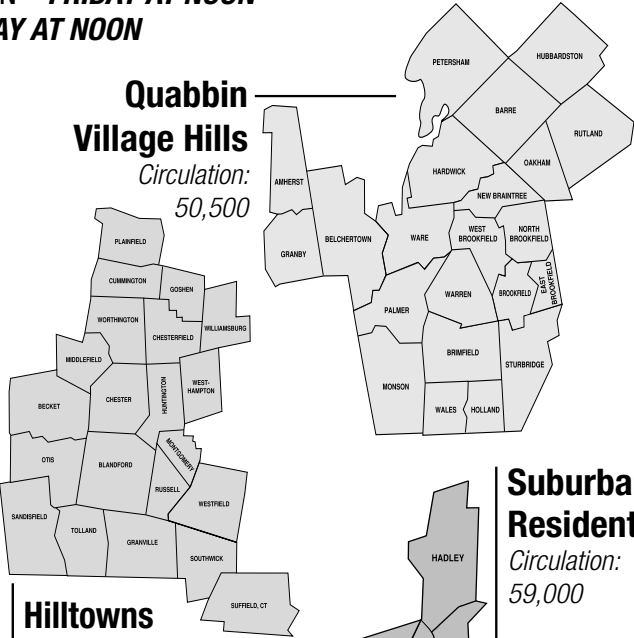 FRIDAY AT NOON
AY AT NOON
Quabbin
Village Hills
Circulation:
50,500
PETERSHAM
HUBBARDSTON
BARRE
RUTLAND
HARDWICK
OAKHAM
NEW BRAINTREE
AMHERST
BELCHERTOWN
GRANBY
WARE
WEST
BROOKFIELD
NORTH
BROOKFIELD
EAST
BROOKFIELD
BROOKFIELD
WARREN
PALMER
BRIMFIELD
STURBRIDGE
MONSON
WALES
HOLLAND
PLAINFIELD
CUMMINGTON
GOSHEN
WORTHINGTON
CHESTERFIELD
WILLIAMSBURG
MIDDLEFIELD
WEST-
HAMPTON
HUNTINGTON
CHESTER
BECKET
MONTGOMERY
OTIS
BLANDFORD
RUSSELL
WESTFIELD
SANDISFIELD
TOLLAND
GRANVILLE
SOUTHWICK
SUFFIELD, CT
Hilltowns
HADLEY
Suburba
Resident
Circulation:
59,000